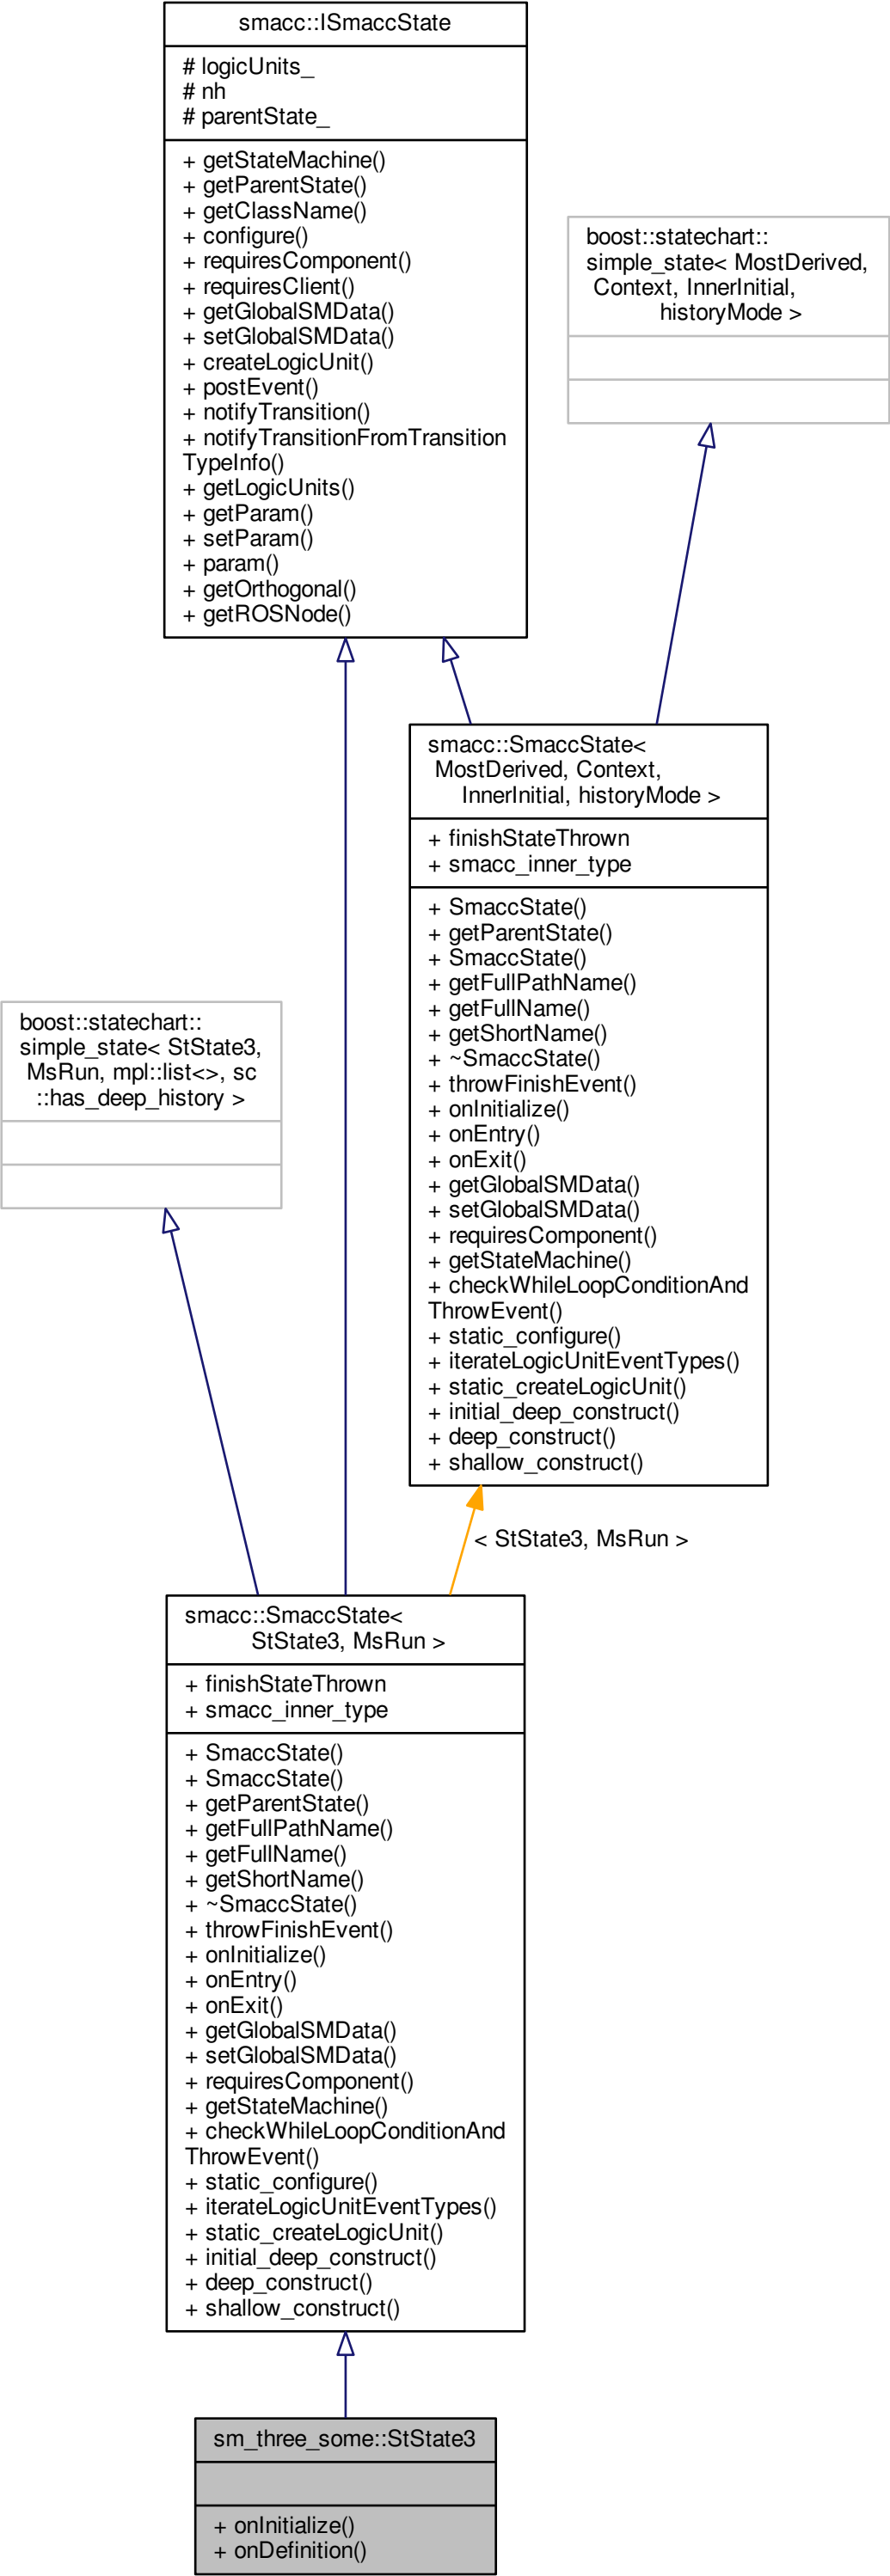 smacc::ISmaccState
# logicUnits_
# nh
# parentState_
+ getStateMachine()
+ getParentState()
+ getClassName()
+ configure()
+ requiresComponent()
+ requiresClient()
+ getGlobalSMData()
+ setGlobalSMData()
+ createLogicUnit()
+ postEvent()
+ notifyTransition()
+ notifyTransitionFromTransition
TypeInfo()
+ getLogicUnits()
+ getParam()
+ setParam()
+ param()
+ getOrthogonal()
+ getROSNode()
boost::statechart::
simple_state< MostDerived,
Context, InnerInitial,
historyMode >
smacc::SmaccState<
MostDerived, Context,
InnerInitial, historyMode >
+ finishStateThrown
+ smacc_inner_type
+ SmaccState()
+ getParentState()
+ SmaccState()
+ getFullPathName()
+ getFullName()
+ getShortName()
+ ~SmaccState()
+ throwFinishEvent()
+ onInitialize()
+ onEntry()
+ onExit()
+ getGlobalSMData()
+ setGlobalSMData()
+ requiresComponent()
+ getStateMachine()
+ checkWhileLoopConditionAnd
ThrowEvent()
+ static_configure()
+ iterateLogicUnitEventTypes()
+ static_createLogicUnit()
+ initial_deep_construct()
+ deep_construct()
+ shallow_construct()
boost::statechart::
simple_state< StState3,
MsRun, mpl::list<>, sc
::has_deep_history >
< StState3, MsRun >
smacc::SmaccState<
StState3, MsRun >
+ finishStateThrown
+ smacc_inner_type
+ SmaccState()
+ SmaccState()
+ getParentState()
+ getFullPathName()
+ getFullName()
+ getShortName()
+ ~SmaccState()
+ throwFinishEvent()
+ onInitialize()
+ onEntry()
+ onExit()
+ getGlobalSMData()
+ setGlobalSMData()
+ requiresComponent()
+ getStateMachine()
+ checkWhileLoopConditionAnd
ThrowEvent()
+ static_configure()
+ iterateLogicUnitEventTypes()
+ static_createLogicUnit()
+ initial_deep_construct()
+ deep_construct()
+ shallow_construct()
sm_three_some::StState3
+ onInitialize()
+ onDefinition()